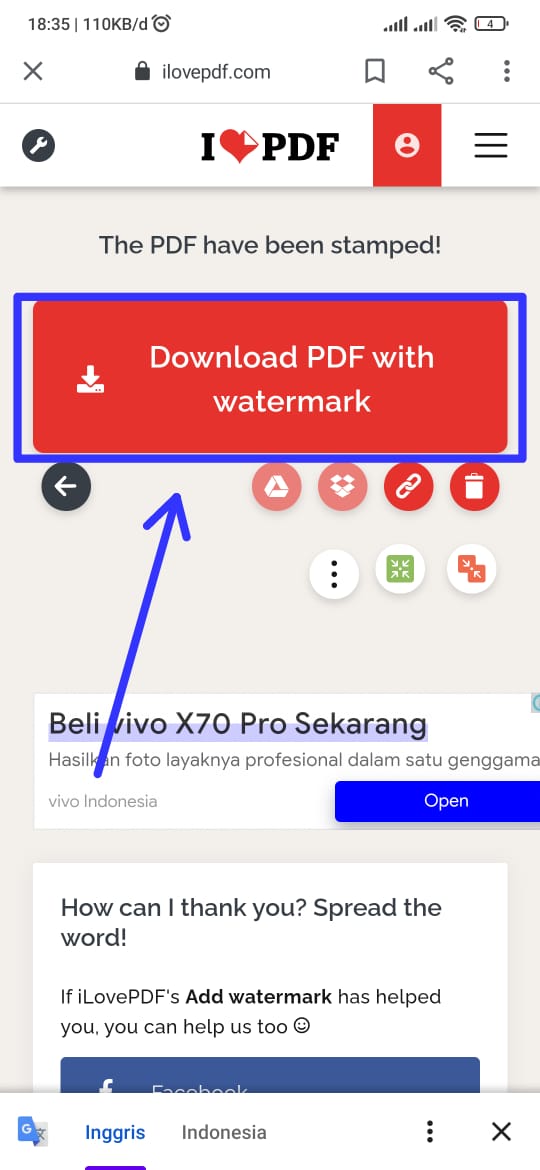 18:35 | 110KB/d
4
ilovepdf.com
I PDF
The PDF have been stamped!
Download PDF with
watermark
Beli vivo X70 Pro Sekarang
Hasilkan foto layaknya profesional dalam satu genggama
vivo Indonesia
Open
How can I thank you? Spread the
word!
If iLovePDF's Add watermark has helped
you, you can help us too
Facebook
Inggris Indonesia